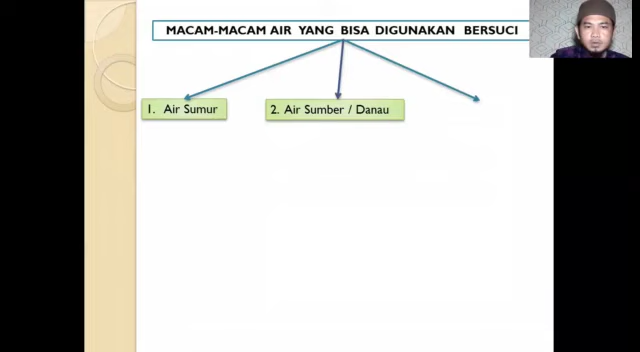 MACAM-MACAM AIR YANG BISA DIGUNAKAN BERSUCI
1. Air Sumur
2. Air Sumber / Danau